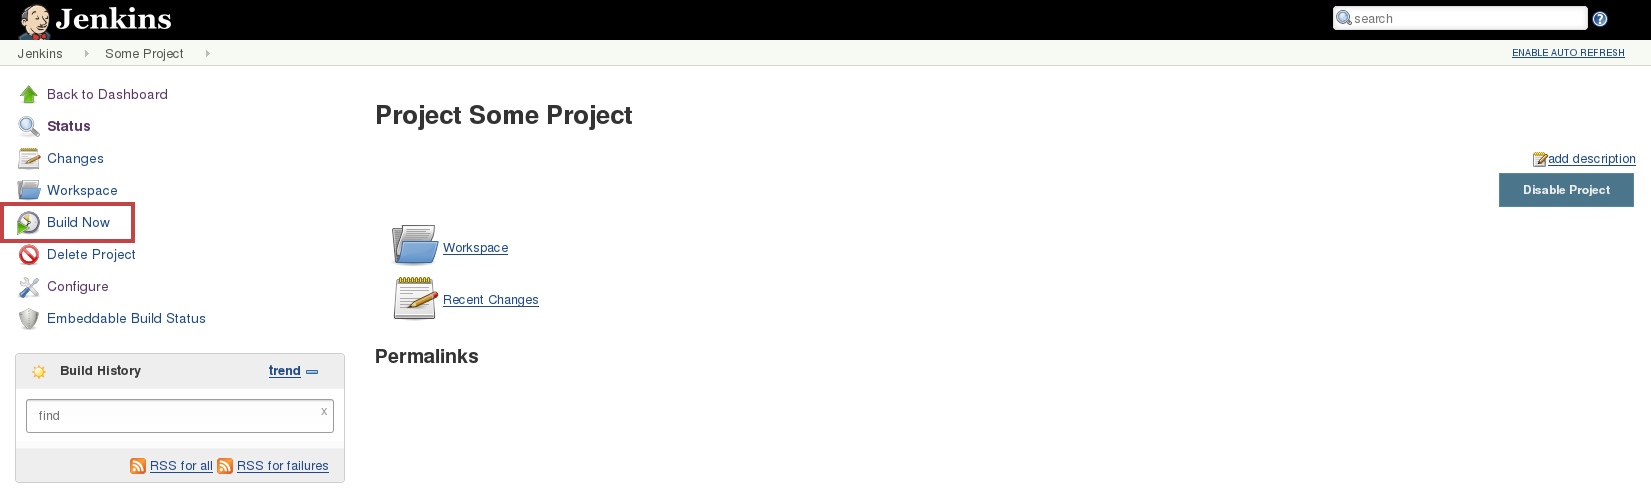 Jenkins
search
Jenkins Some Project
ENABLE AUTO REFRESH
Back to Dashboard
Status
Changes
Workspace
Build Now
Delete Project
Configure
Embeddable Build Status
Build History trend
find x
RSS for all RSS for failures
Project Some Project
add description
Disable Project
Workspace
Recent Changes
Permalinks